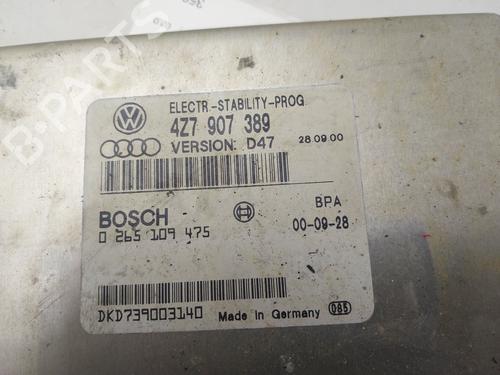 ELECTR-STABILITY-PROG
4Z7 907 389
VERSION: D47 28.09.00
BOSCH BPA
0 265 109 475 00-09-28
DKD739003140 Made in Germany 085
B-Parts